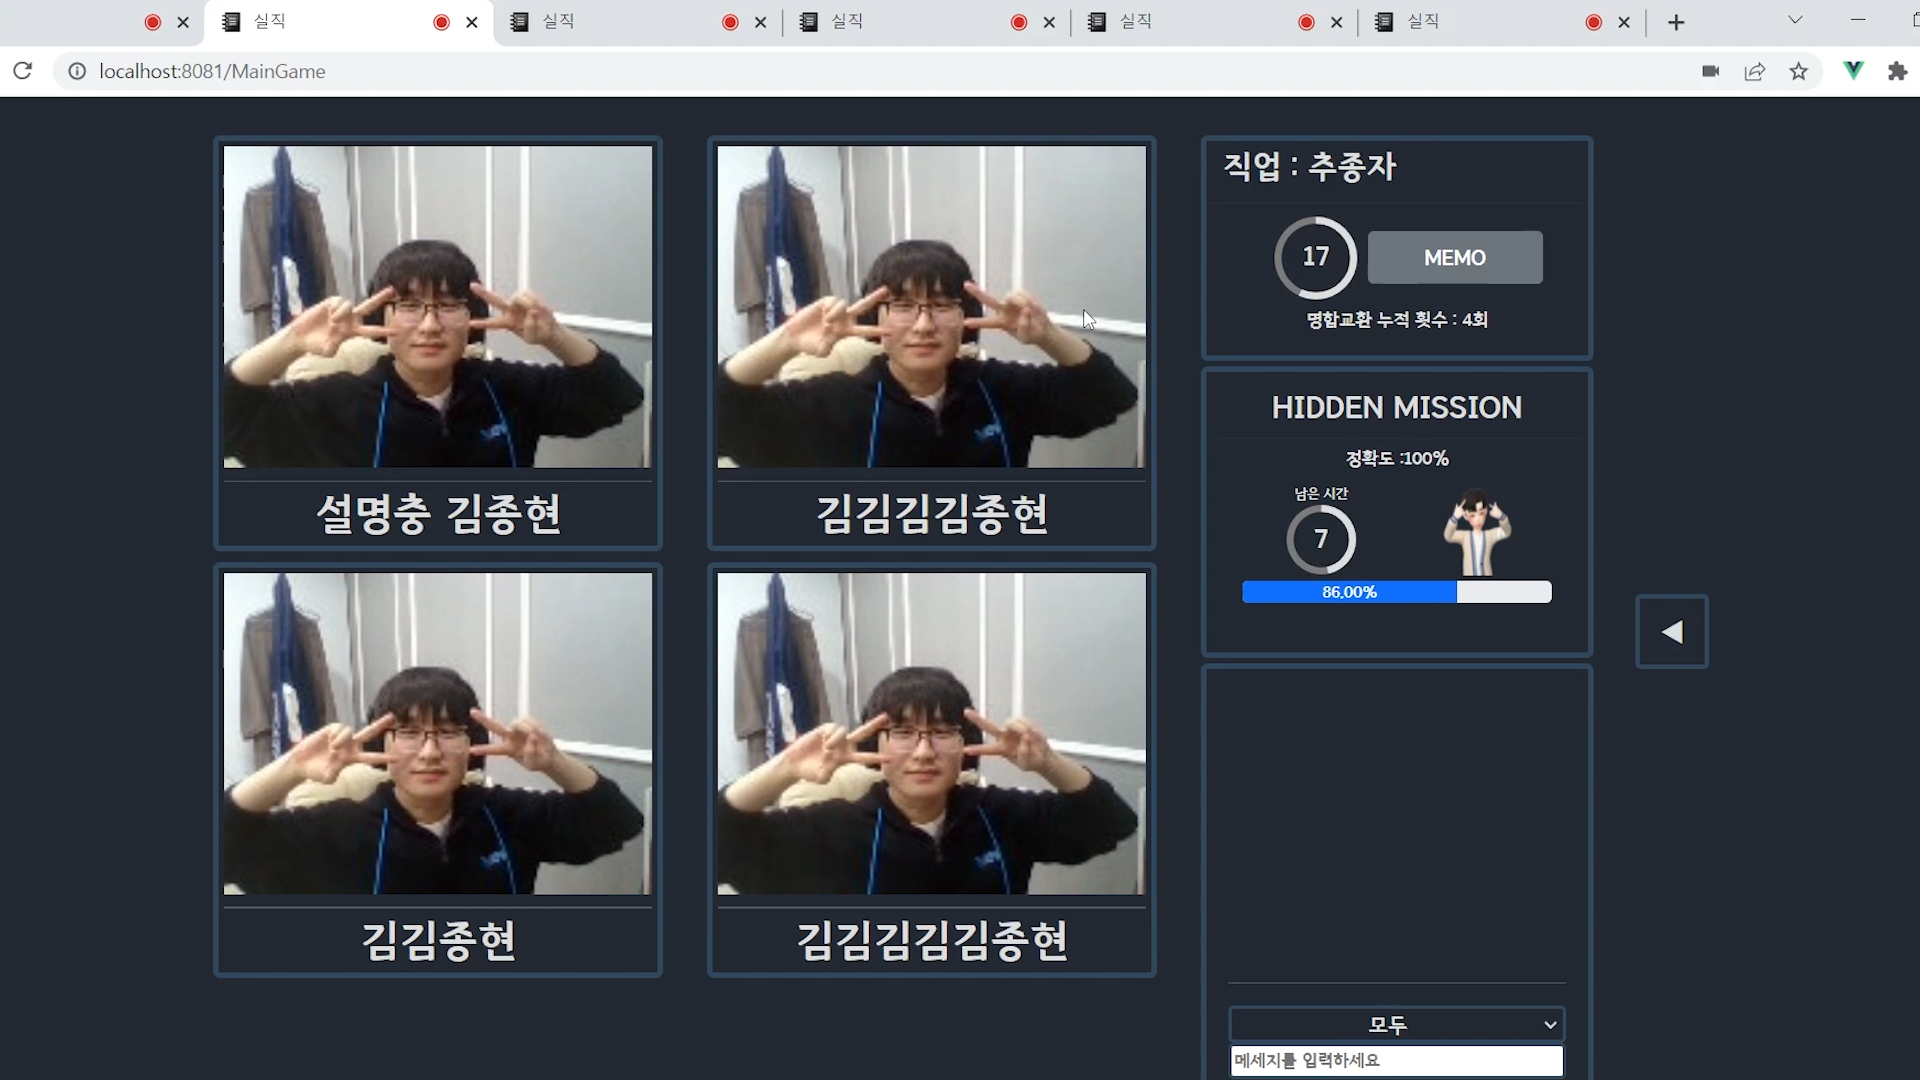 실직
실직
실직
실직
실직
localhost:8081/MainGame
설명충 김종현
김김김김종현
김김종현
김김김김김종현
직업 : 추종자
17
MEMO
명합교환 누적 횟수 : 4회
HIDDEN MISSION
정확도 :100%
남은 시간
7
86.00%
모두
메세지를 입력하세요